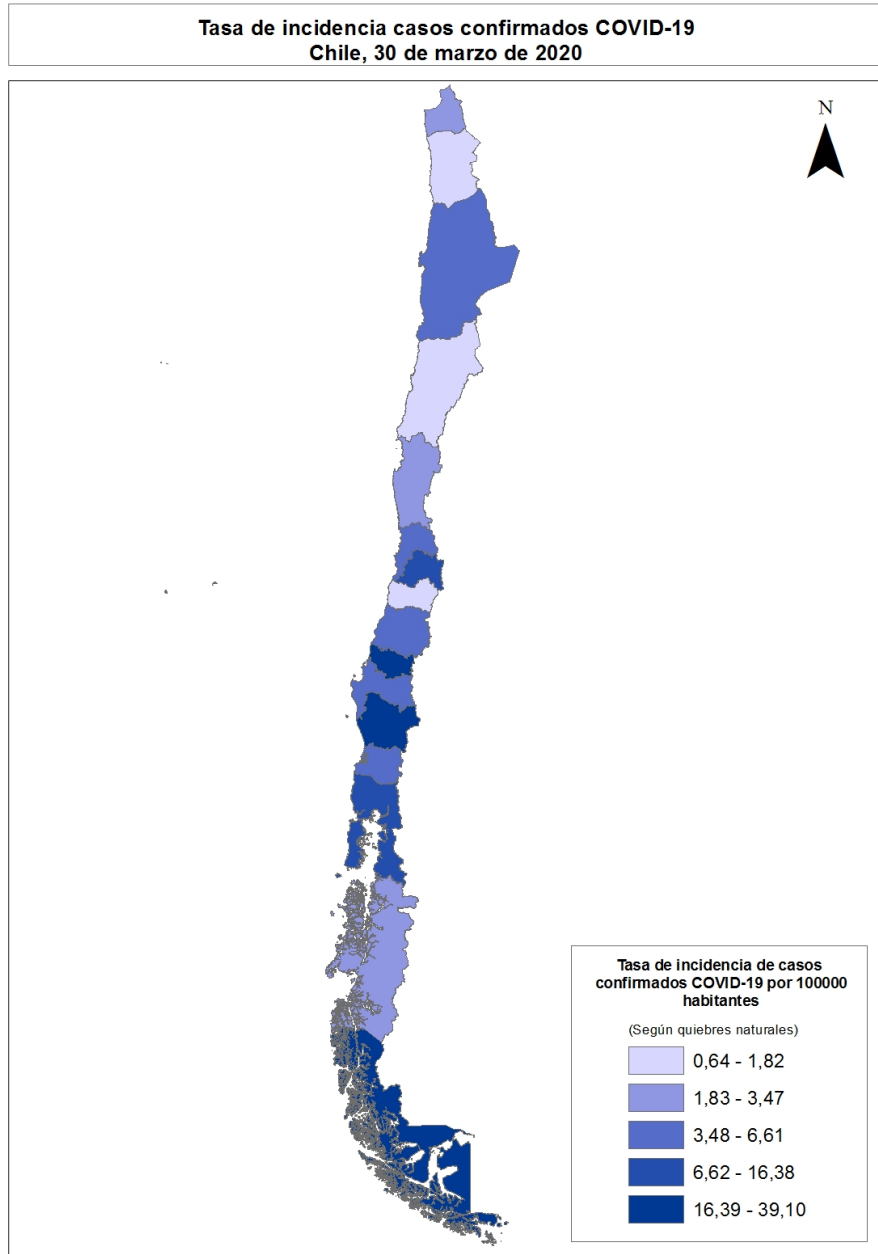 Tasa de incidencia casos confirmados COVID-19
Chile, 30 de marzo de 2020
N
Tasa de incidencia de casos
confirmados COVID-19 por 100000
habitantes
(Según quiebres naturales)
0,64 - 1,82
1,83 - 3,47
3,48 - 6,61
6,62 - 16,38
16,39 - 39,10